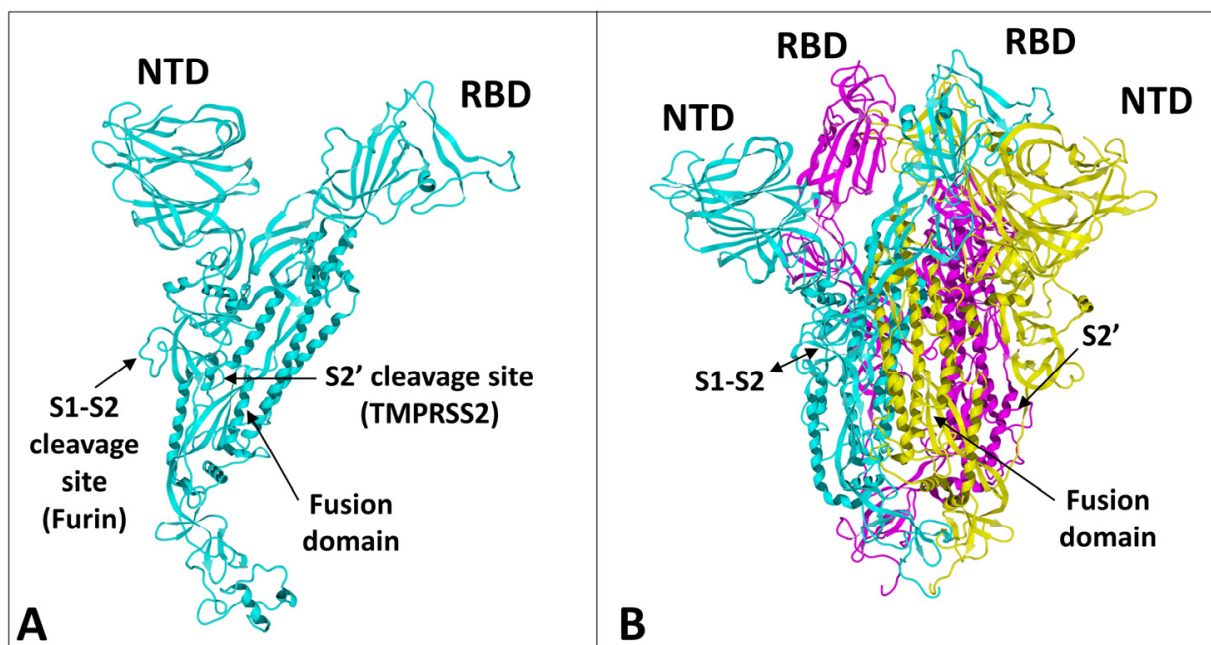 NTD
RBD
S1-S2
cleavage
site
(Furin)
S2’ cleavage site
(TMPRSS2)
Fusion
domain
A
RBD
RBD
NTD
NTD
S1-S2
S2’
Fusion
domain
B